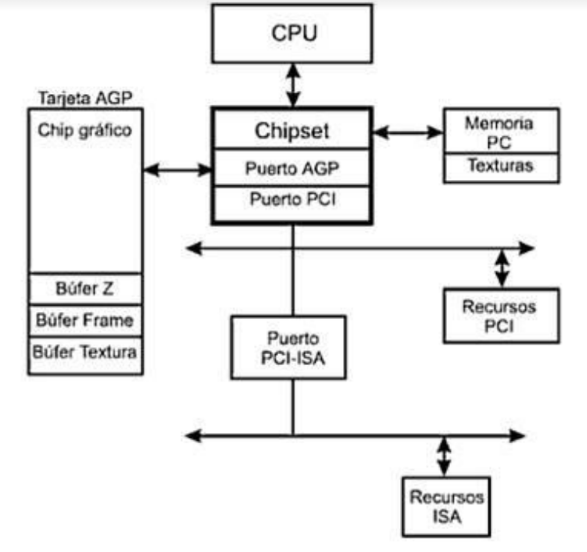 CPU
Tarjeta AGP
Chip gráfico
Chipset
Memoria
PC
Puerto AGP
Texturas
Puerto PCI
Búfer Z
Búfer Frame
Búfer Textura
Recursos
PCI
Puerto
PCI-ISA
Recursos
ISA